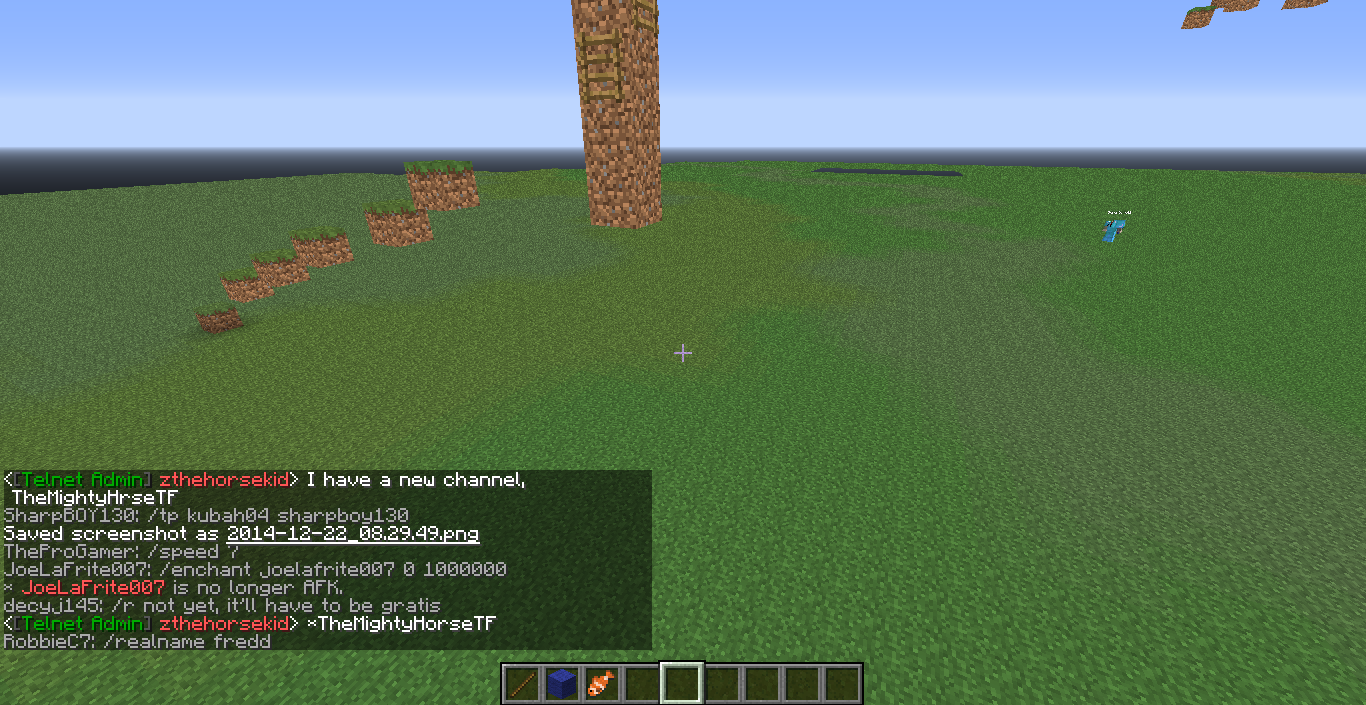 <[Telnet Admin] zthehorsekid> I have a new channel,
TheMightyHrseTF
SharpBOY130: /tp kubah04 sharpboy130
Saved screenshot as 2014-12-22_08.29.49.png
TheProGamer: /speed 7
JoeLaFrite007: /enchant joelafrite007 0 1000000
* JoeLaFrite007 is no longer AFK.
decyj145: /r not yet, it'll have to be gratis
<[Telnet Admin] zthehorsekid> *TheMightyHorseTF
RobbieC7: /realname fredd